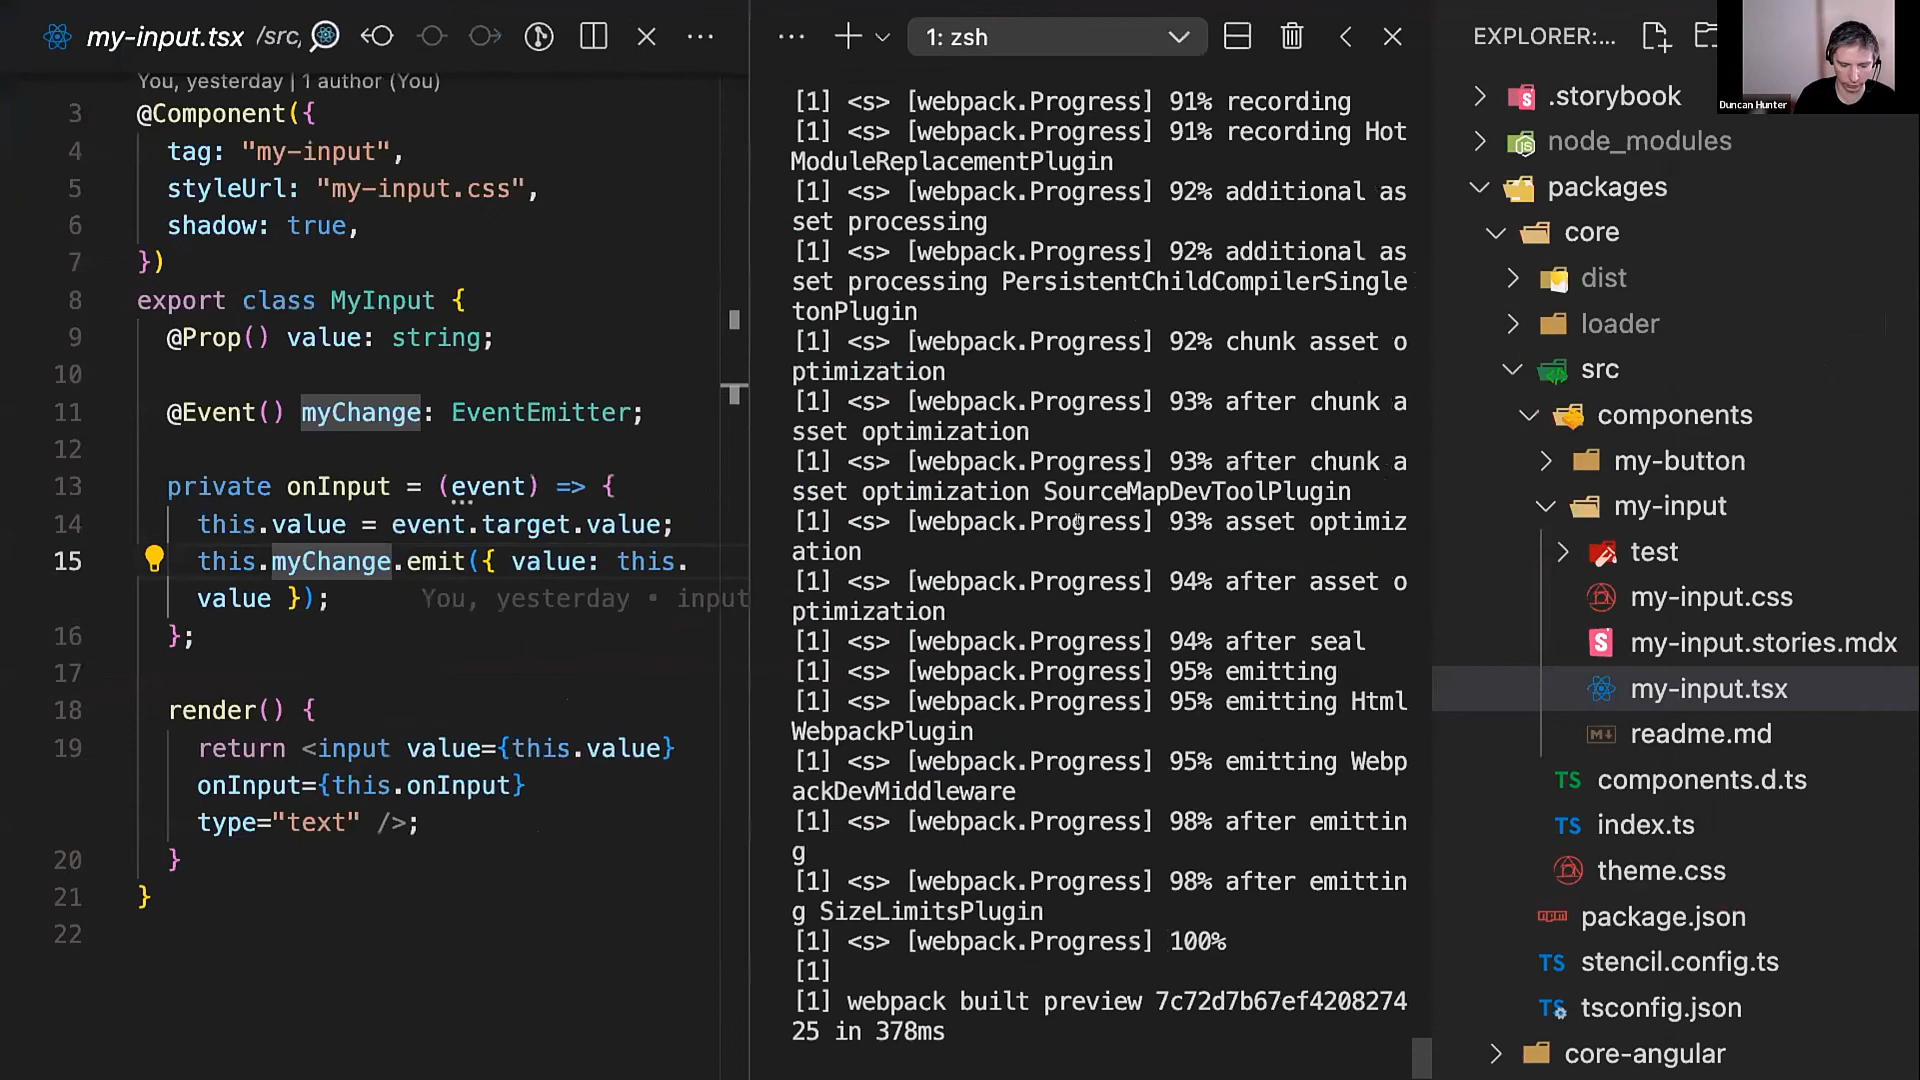 my-input.tsx /src,
You, yesterday | 1 author (You)
3 @Component({
4 tag: "my-input",
5 styleUrl: "my-input.css",
6 shadow: true,
7 })
8 export class MyInput {
9 @Prop() value: string;
10
11 @Event() myChange: EventEmitter;
12
13 private onInput = (event) => {
14 this.value = event.target.value;
15 this.myChange.emit({ value: this.
value }); You, yesterday • input
16 };
17
18 render() {
19 return <input value={this.value}
onInput={this.onInput}
type="text" />;
20 }
21 }
22
1: zsh
[1] <s> [webpack.Progress] 91% recording
[1] <s> [webpack.Progress] 91% recording Hot
ModuleReplacementPlugin
[1] <s> [webpack.Progress] 92% additional as
set processing
[1] <s> [webpack.Progress] 92% additional as
set processing PersistentChildCompilerSingle
tonPlugin
[1] <s> [webpack.Progress] 92% chunk asset o
ptimization
[1] <s> [webpack.Progress] 93% after chunk a
sset optimization
[1] <s> [webpack.Progress] 93% after chunk a
sset optimization SourceMapDevToolPlugin
[1] <s> [webpack.Progress] 93% asset optimiz
ation
[1] <s> [webpack.Progress] 94% after asset o
ptimization
[1] <s> [webpack.Progress] 94% after seal
[1] <s> [webpack.Progress] 95% emitting
[1] <s> [webpack.Progress] 95% emitting Html
WebpackPlugin
[1] <s> [webpack.Progress] 95% emitting Webp
ackDevMiddleware
[1] <s> [webpack.Progress] 98% after emittin
g
[1] <s> [webpack.Progress] 98% after emittin
g SizeLimitsPlugin
[1] <s> [webpack.Progress] 100%
[1]
[1] webpack built preview 7c72d7b67ef4208274
25 in 378ms
EXPLORER:...
Duncan Hunter
.storybook
node_modules
packages
core
dist
loader
src
components
my-button
my-input
test
my-input.css
my-input.stories.mdx
my-input.tsx
readme.md
TS components.d.ts
TS index.ts
theme.css
package.json
TS stencil.config.ts
TS tsconfig.json
core-angular